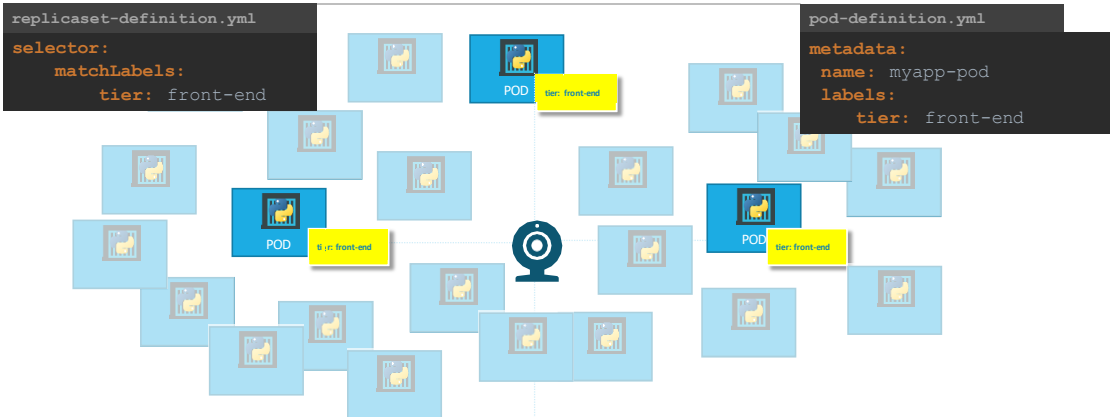 replicaset-definition.yml
selector:
matchLabels:
tier: front-end
pod-definition.yml
metadata:
name: myapp-pod
labels:
tier: front-end
POD
tier: front-end
POD
tier: front-end
POD
tier: front-end